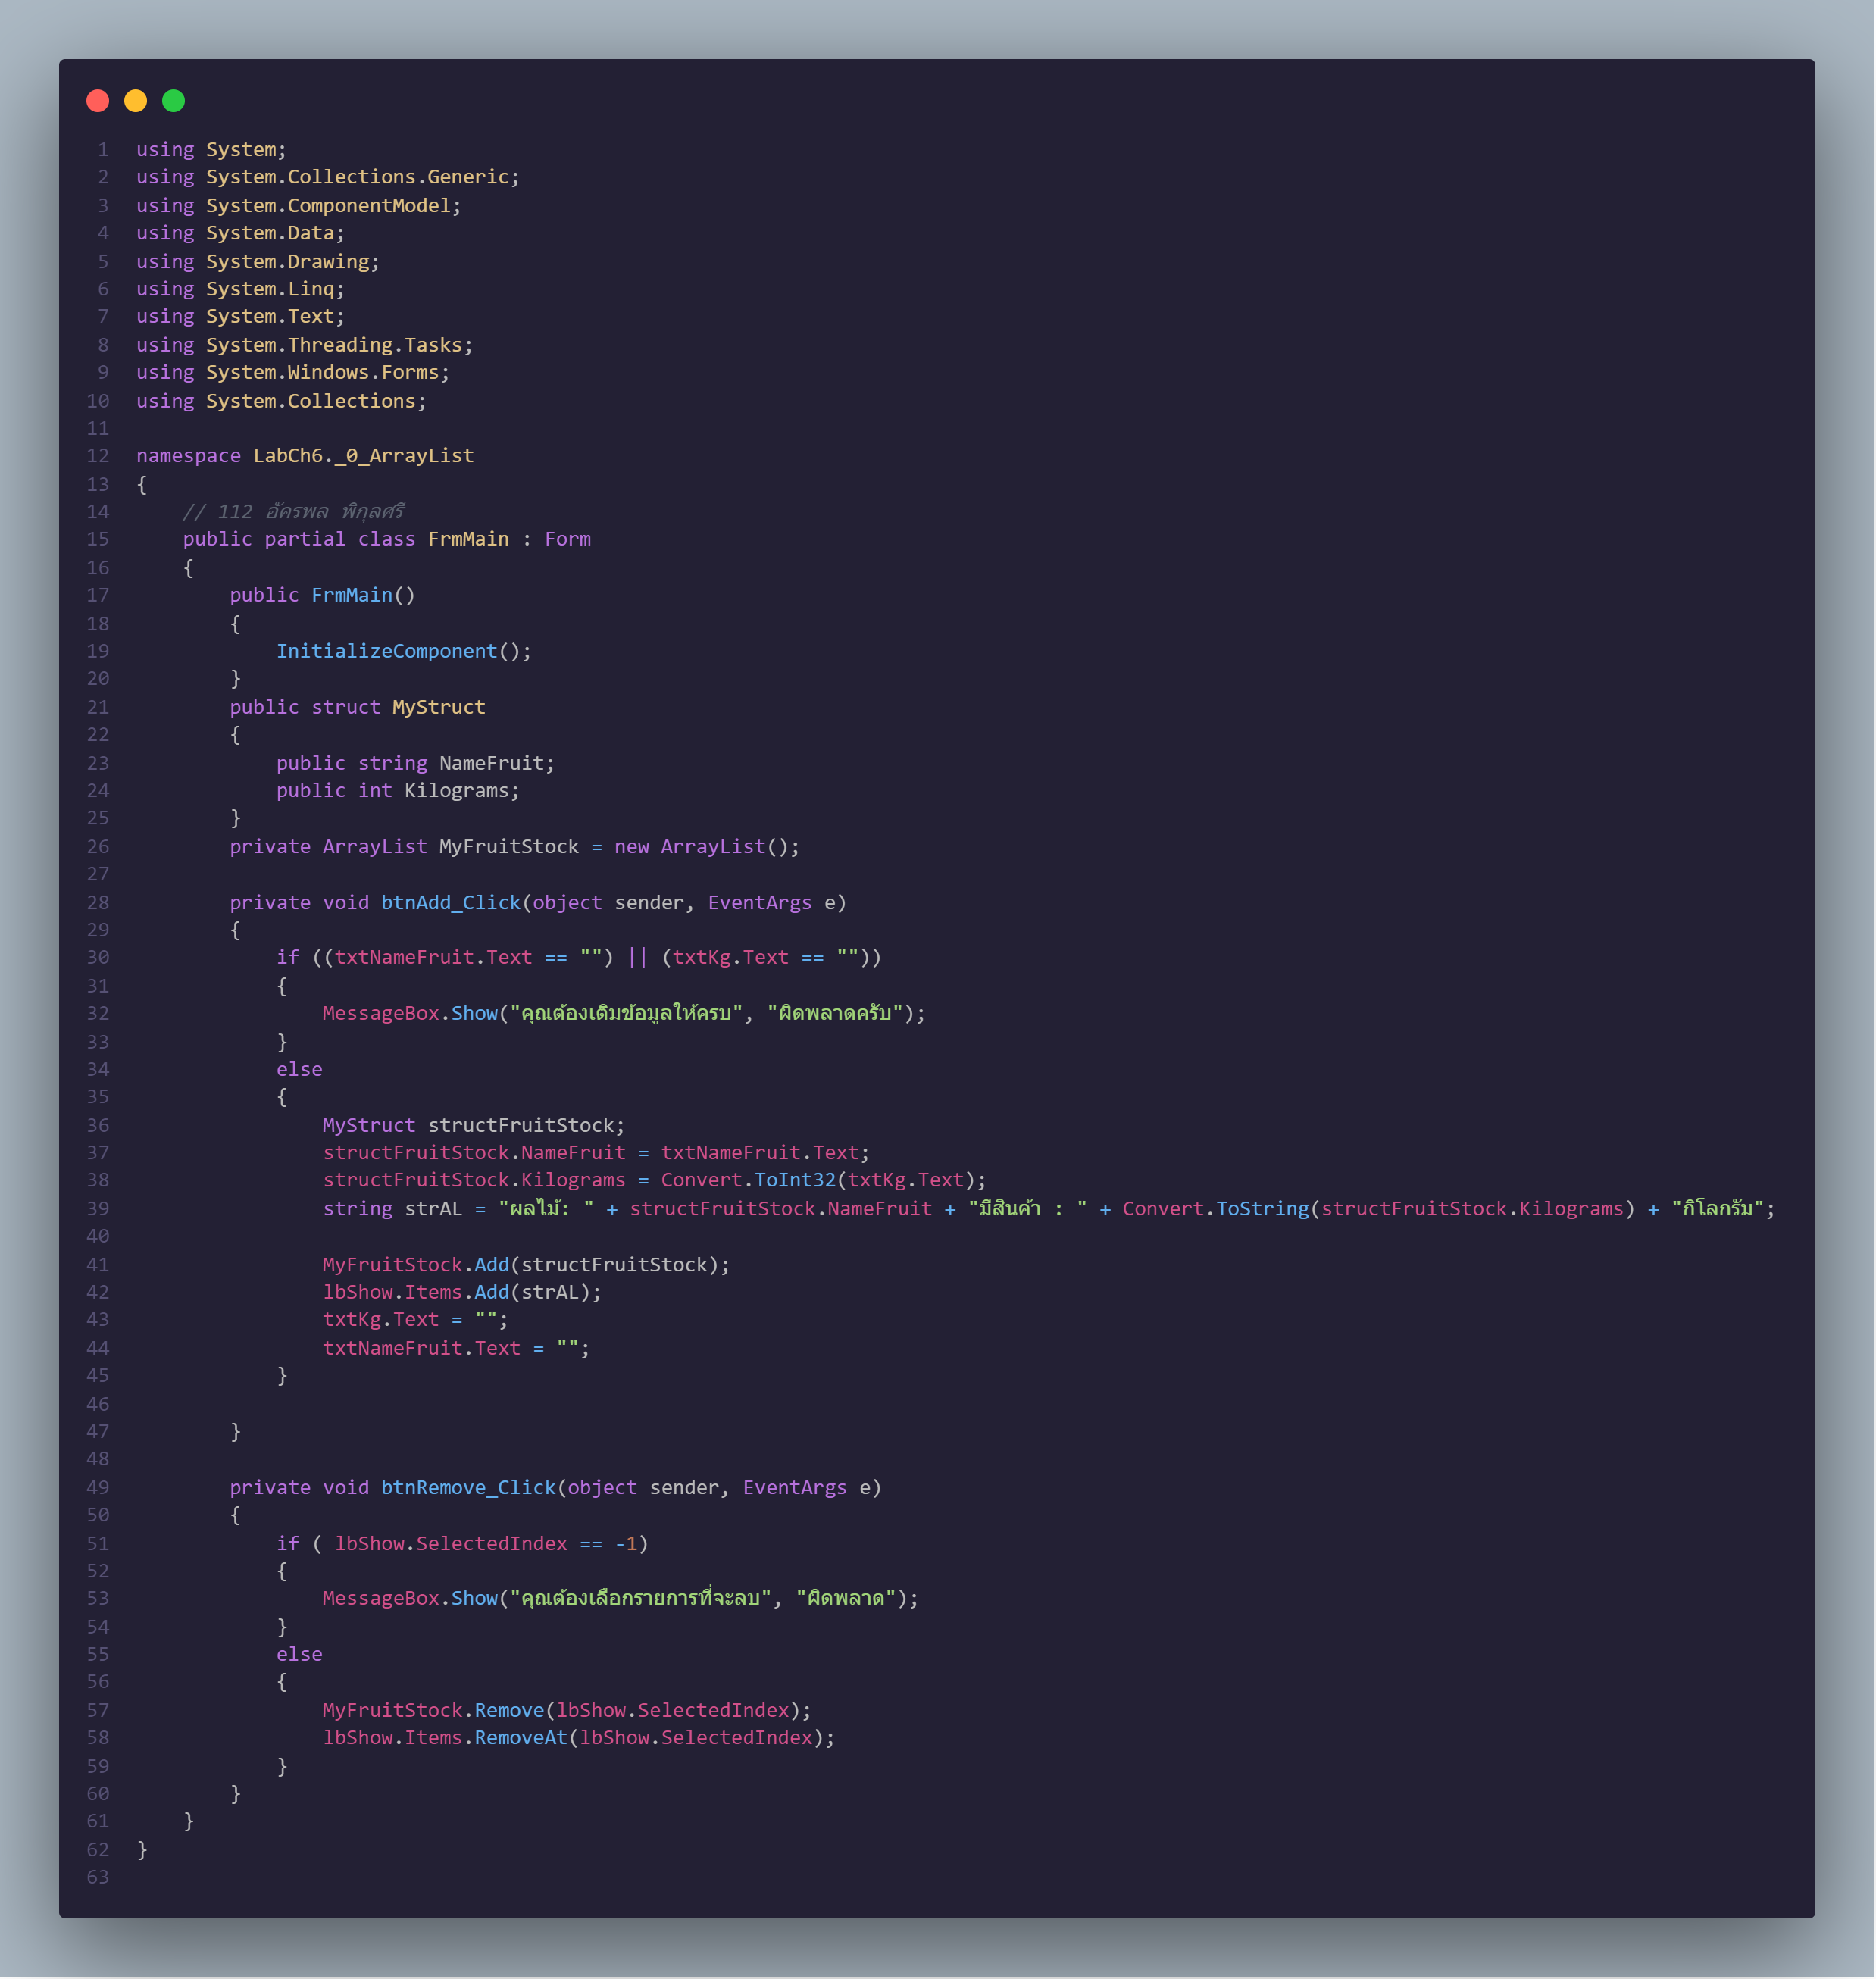 1 using System;
2 using System.Collections.Generic;
3 using System.ComponentModel;
4 using System.Data;
5 using System.Drawing;
6 using System.Linq;
7 using System.Text;
8 using System.Threading.Tasks;
9 using System.Windows.Forms;
10 using System.Collections;
11
12 namespace LabCh6._0_ArrayList
13 {
14     // 112 อัครพล พิกุลศรี
15     public partial class FrmMain : Form
16     {
17         public FrmMain()
18         {
19             InitializeComponent();
20         }
21         public struct MyStruct
22         {
23             public string NameFruit;
24             public int Kilograms;
25         }
26         private ArrayList MyFruitStock = new ArrayList();
27
28         private void btnAdd_Click(object sender, EventArgs e)
29         {
30             if ((txtNameFruit.Text == "") || (txtKg.Text == ""))
31             {
32                 MessageBox.Show("คุณต้องเติมข้อมูลให้ครบ", "ผิดพลาดครับ");
33             }
34             else
35             {
36                 MyStruct structFruitStock;
37                 structFruitStock.NameFruit = txtNameFruit.Text;
38                 structFruitStock.Kilograms = Convert.ToInt32(txtKg.Text);
39                 string strAL = "ผลไม้: " + structFruitStock.NameFruit + "มีสินค้า : " + Convert.ToString(structFruitStock.Kilograms) + "กิโลกรัม";
40
41                 MyFruitStock.Add(structFruitStock);
42                 lbShow.Items.Add(strAL);
43                 txtKg.Text = "";
44                 txtNameFruit.Text = "";
45             }
46
47         }
48
49         private void btnRemove_Click(object sender, EventArgs e)
50         {
51             if ( lbShow.SelectedIndex == -1)
52             {
53                 MessageBox.Show("คุณต้องเลือกรายการที่จะลบ", "ผิดพลาด");
54             }
55             else
56             {
57                 MyFruitStock.Remove(lbShow.SelectedIndex);
58                 lbShow.Items.RemoveAt(lbShow.SelectedIndex);
59             }
60         }
61     }
62 }
63